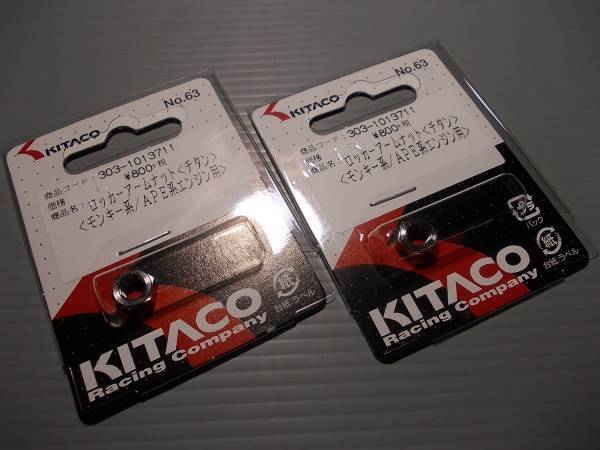 No.63
KITACO
商品コード: 303-1013711
価格 ¥800+税
商品名: ロッカーアームナット<チタン>
<モンキー系/APE系エンジン用>
紙
台紙、ラベル
KITACO
Racing Company
No.63
KITACO
商品コード: 303-1013711
価格 ¥800+税
商品名: ロッカーアームナット<チタン>
<モンキー系/APE系エンジン用>
プラ
パック
紙
台紙、ラベル
KITACO
Racing Company